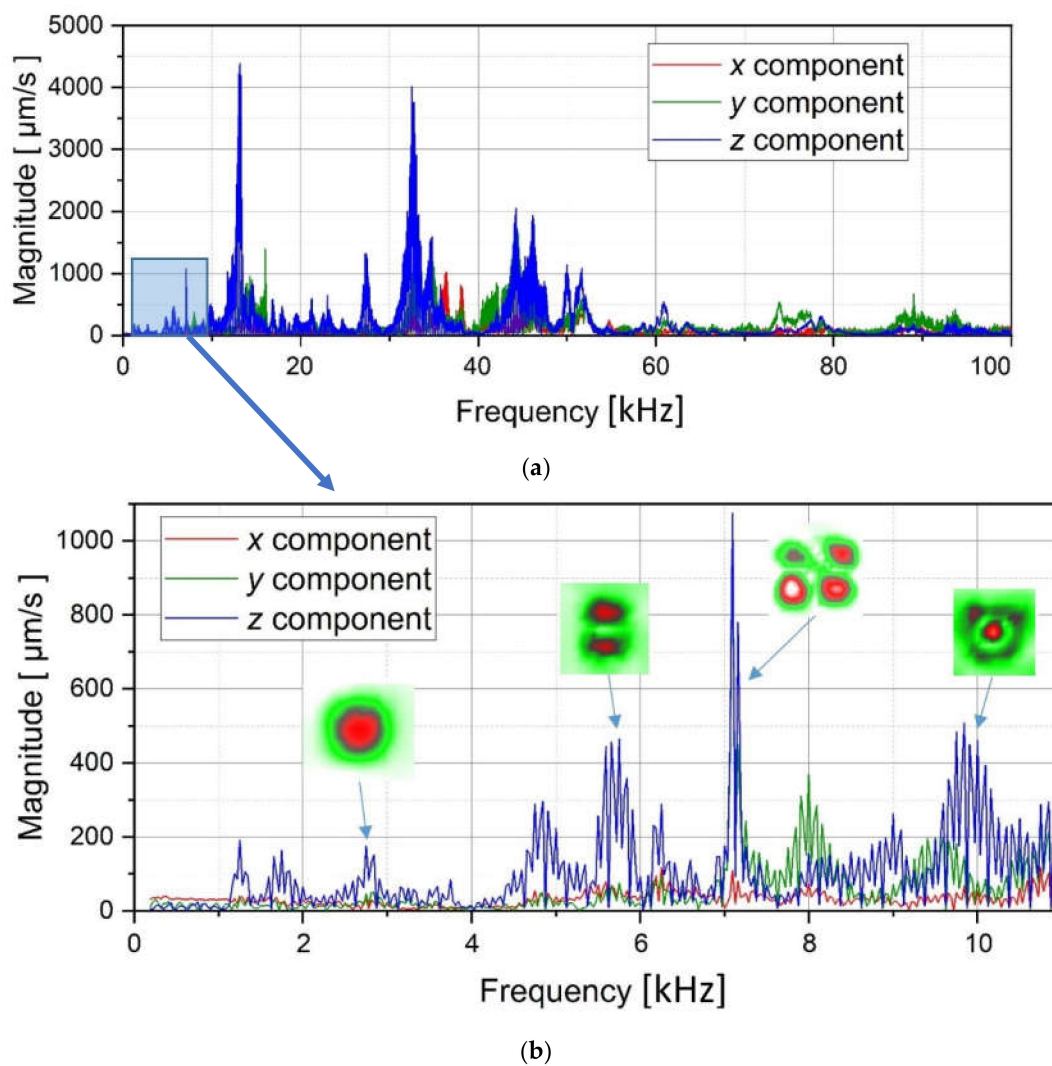 5000
4000
3000
2000
1000
0
Magnitude [ µm/s]
x component
y component
z component
0 20 40 60 80 100
Frequency [kHz]
(a)
1000
800
600
400
200
0
Magnitude [ µm/s]
x component
y component
z component
0 2 4 6 8 10
Frequency [kHz]
(b)